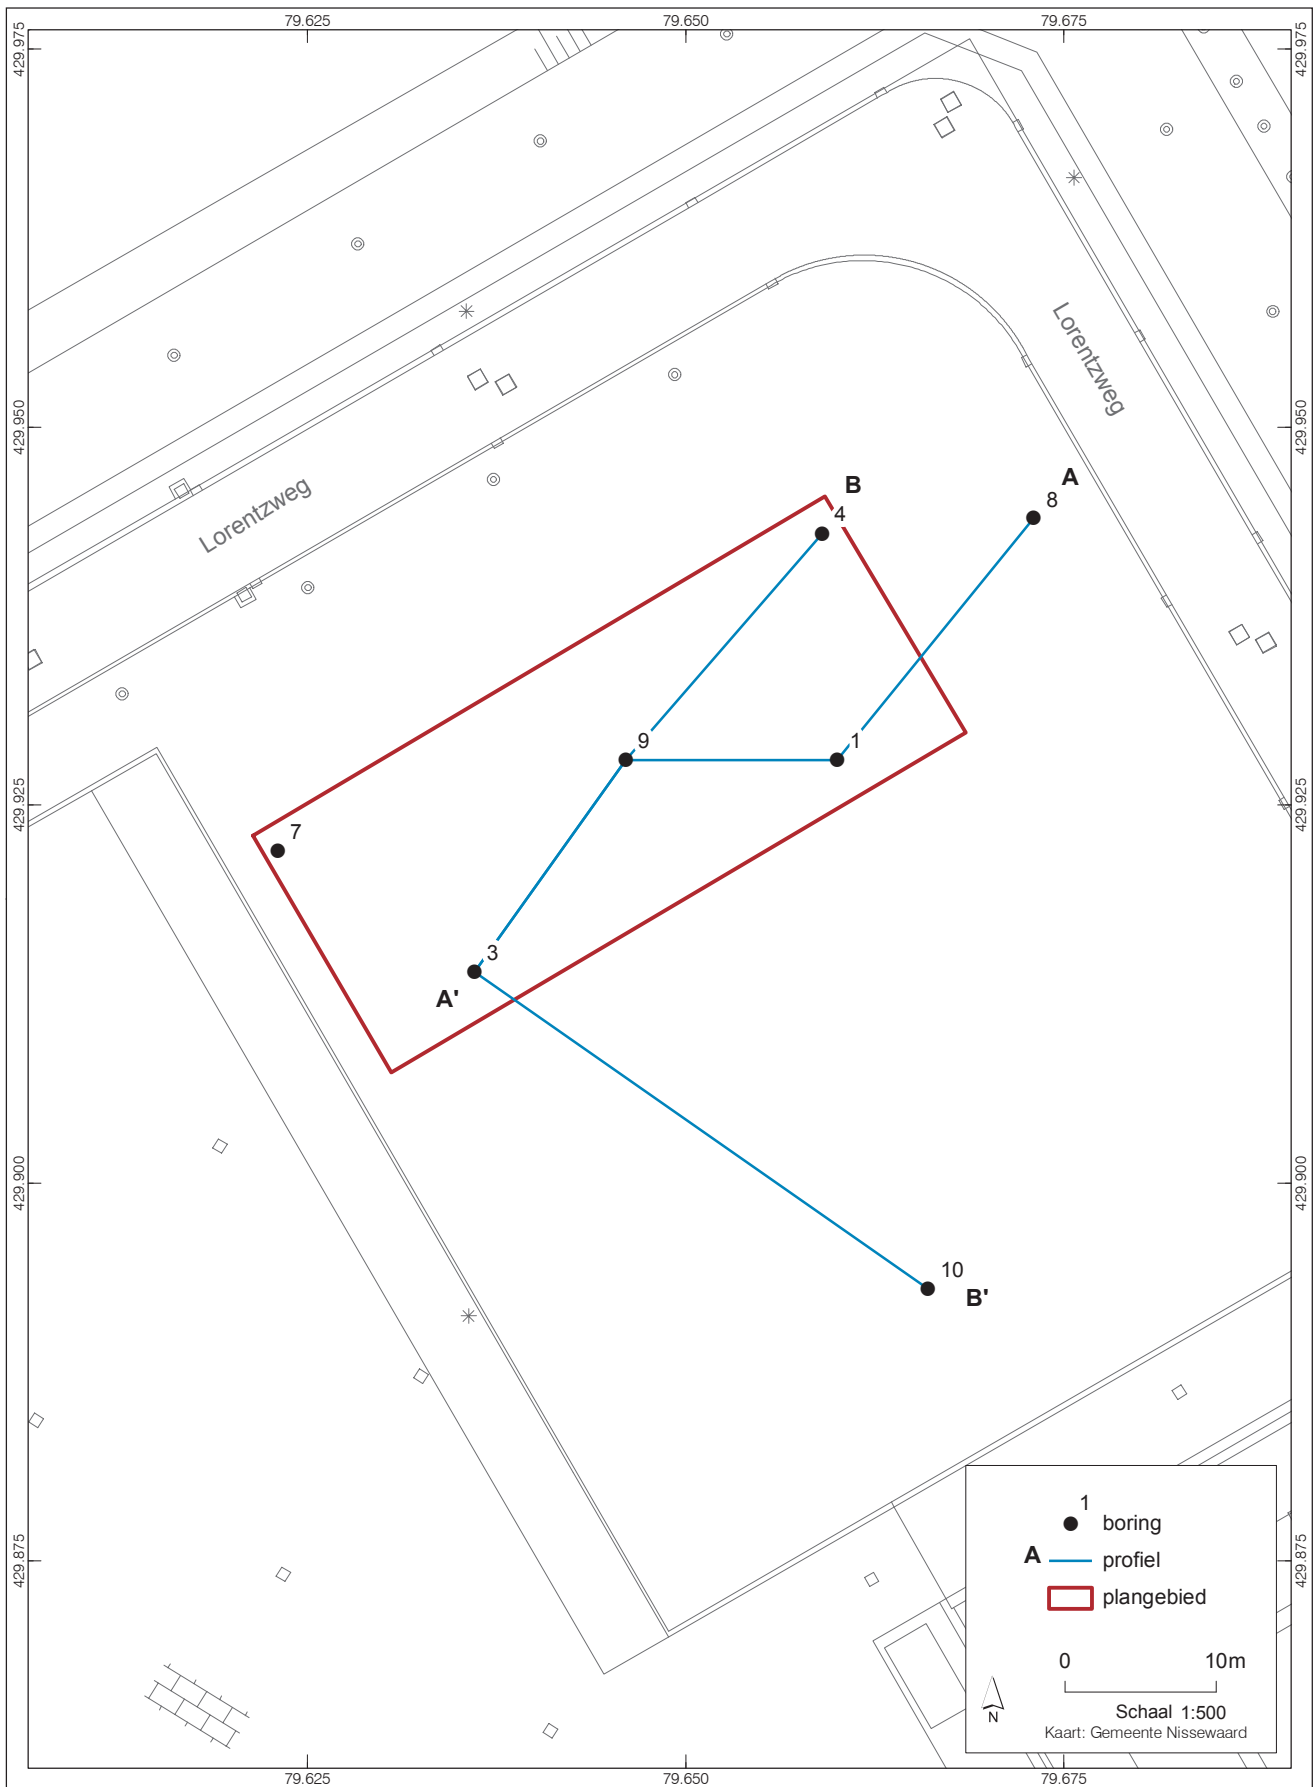 79.625
79.650
79.675
429.975
429.975
Lorentzweg
429.950
429.950
A
8
B
4
Lorentzweg
9
1
429.925
429.925
7
3
A'
429.900
429.900
10
B'
1
boring
A
profiel
plangebied
429.875
429.875
0
10m
N
Schaal 1:500
Kaart: Gemeente Nissewaard
79.625
79.650
79.675